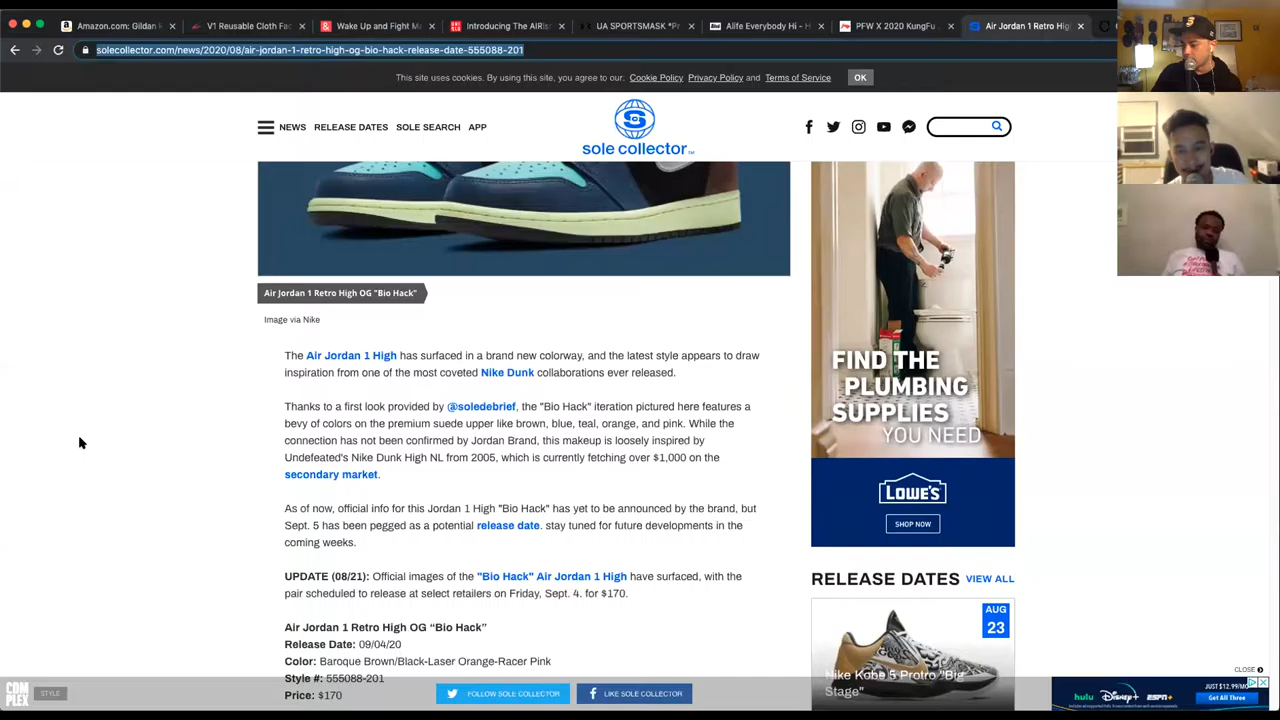 Amazon.com: Gildan
V1 Reusable Cloth Fac
Wake Up and Fight
Introducing The AIRis
UA SPORTSMASK *Pr
Alife Everybody Hi - H
PFW X 2020 KungFu
Air Jordan 1 Retro High
solecollector.com/news/2020/08/air-jordan-1-retro-high-og-bio-hack-release-date-555088-201
This site uses cookies. By using this site, you agree to our: Cookie Policy Privacy Policy and Terms of Service OK
NEWS RELEASE DATES SOLE SEARCH APP
sole collector™
Air Jordan 1 Retro High OG "Bio Hack"
Image via Nike
The Air Jordan 1 High has surfaced in a brand new colorway, and the latest style appears to draw
inspiration from one of the most coveted Nike Dunk collaborations ever released.
Thanks to a first look provided by @soledebrief, the "Bio Hack" iteration pictured here features a
bevy of colors on the premium suede upper like brown, blue, teal, orange, and pink. While the
connection has not been confirmed by Jordan Brand, this makeup is loosely inspired by
Undefeated's Nike Dunk High NL from 2005, which is currently fetching over $1,000 on the
secondary market.
As of now, official info for this Jordan 1 High "Bio Hack" has yet to be announced by the brand, but
Sept. 5 has been pegged as a potential release date. stay tuned for future developments in the
coming weeks.
UPDATE (08/21): Official images of the "Bio Hack" Air Jordan 1 High have surfaced, with the
pair scheduled to release at select retailers on Friday, Sept. 4. for $170.
Air Jordan 1 Retro High OG “Bio Hack”
Release Date: 09/04/20
Color: Baroque Brown/Black-Laser Orange-Racer Pink
Style #: 555088-201
Price: $170
FIND THE
PLUMBING
SUPPLIES
YOU NEED
LOWE'S
SHOP NOW
RELEASE DATES VIEW ALL
AUG
23
Nike Kobe 5 Protro "Big
Stage"
COMPLEX
STYLE
FOLLOW SOLE COLLECTOR
LIKE SOLE COLLECTOR
CLOSE
hulu Disney+ ESPN+
JUST $12.99/MO
Get All Three